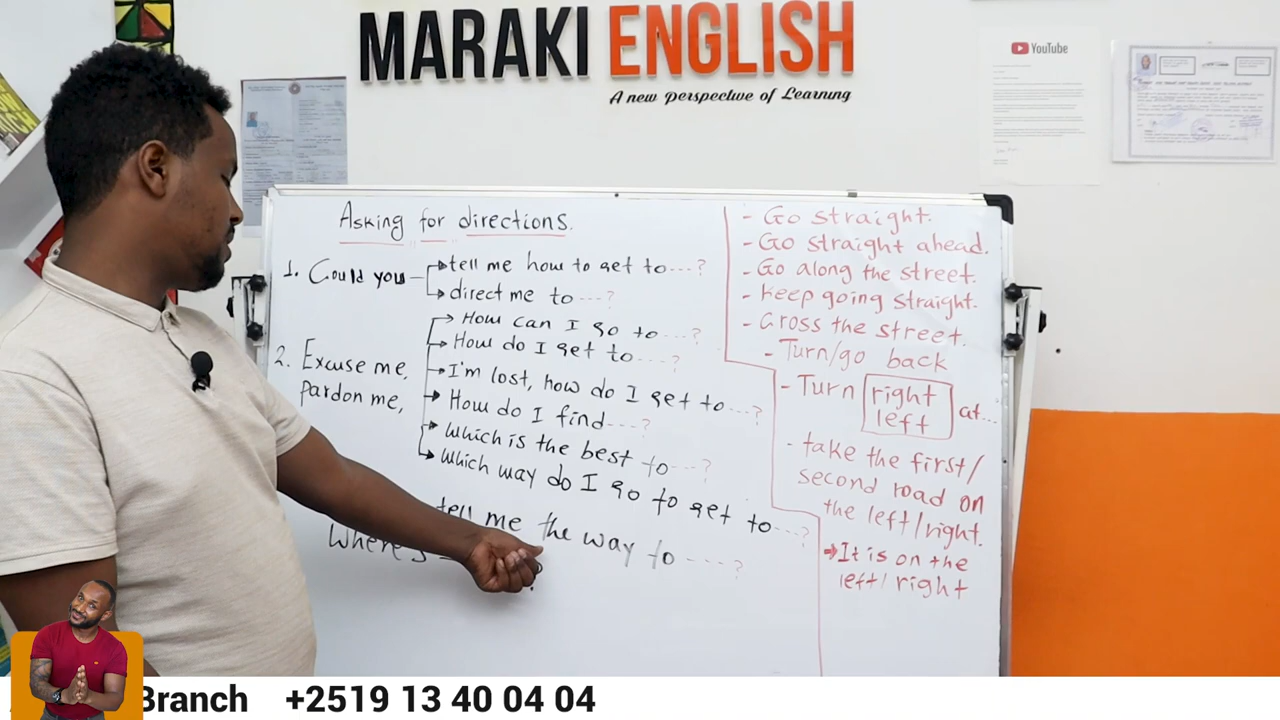 MARAKI ENGLISH
A new perspective of Learning
YouTube
Asking for directions.
1. Could you
tell me how to get to ----?
direct me to ----?
2. Excuse me,
pardon me,
How can I go to ----?
How do I get to ----?
I'm lost, how do I get to ----?
How do I find ----?
which is the best to ----?
which way do I go to get to ----?
tell me the way to ----?
Where's
- Go straight.
- Go straight ahead.
- Go along the street.
- Keep going straight.
- Cross the street.
- Turn/go back
- Turn right left at...
- take the first/
second road on
the left/right.
It is on the
left/right
Branch +2519 13 40 04 04